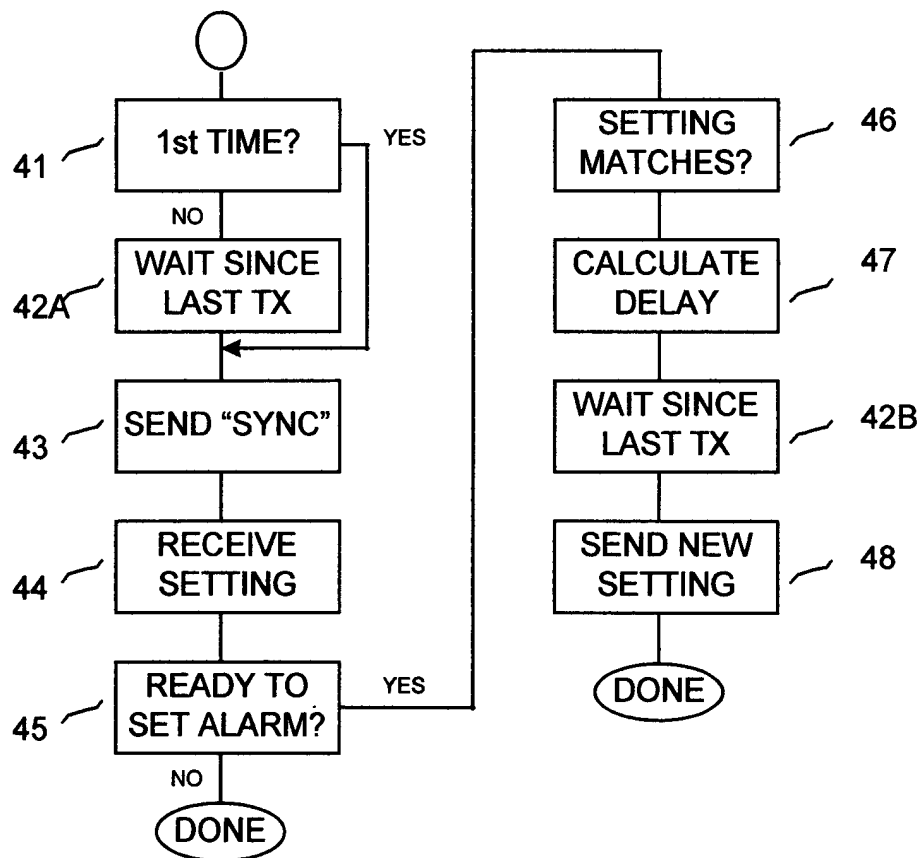 41
1st TIME?
YES
NO
42A
WAIT SINCE
LAST TX
43
SEND “SYNC”
44
RECEIVE
SETTING
45
READY TO
SET ALARM?
YES
NO
DONE
46
SETTING
MATCHES?
47
CALCULATE
DELAY
42B
WAIT SINCE
LAST TX
48
SEND NEW
SETTING
DONE